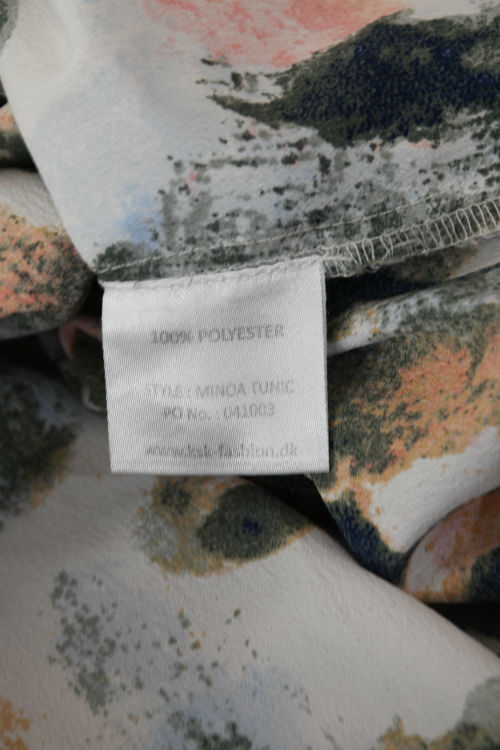 100% POLYESTER
STYLE : MINOA TUNIC
PO No. : 041003
www.ksk-fashion.dk